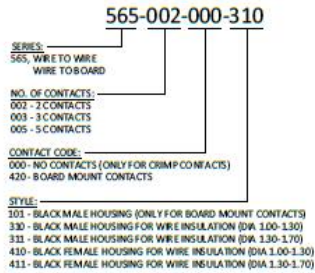 565-002-000-310
SERIES:
565, WIRE TO WIRE
WIRE TO BOARD
NO. OF CONTACTS:
002 - 2 CONTACTS
003 - 3 CONTACTS
005 - 5 CONTACTS
CONTACT CODE:
000 - NO CONTACTS (ONLY FOR CRIMP CONTACTS)
420 - BOARD MOUNT CONTACTS
STYLE:
101 - BLACK MALE HOUSING (ONLY FOR BOARD MOUNT CONTACTS)
310 - BLACK MALE HOUSING FOR WIRE INSULATION (DIA 1.00-1.30)
311 - BLACK MALE HOUSING FOR WIRE INSULATION (DIA 1.30-1.70)
410 - BLACK FEMALE HOUSING FOR WIRE INSULATION (DIA 1.00-1.30)
411 - BLACK FEMALE HOUSING FOR WIRE INSULATION (DIA 1.30-1.70)